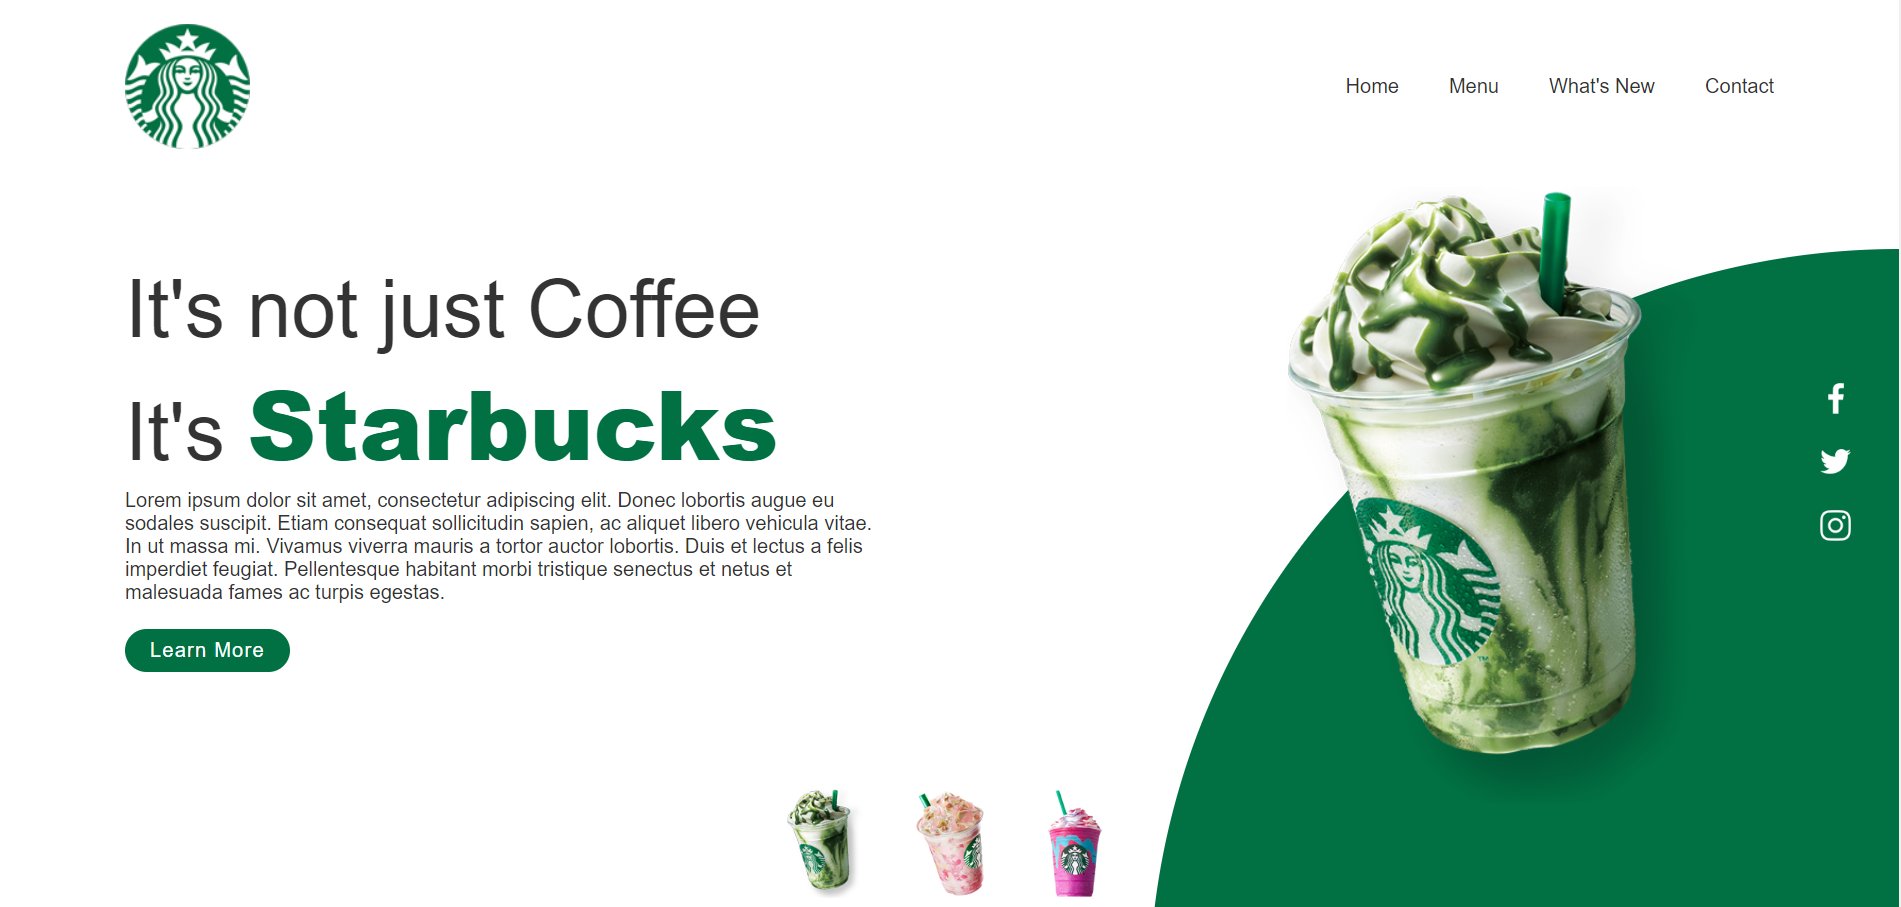 Home Menu What's New Contact
It's not just Coffee
It's Starbucks
Lorem ipsum dolor sit amet, consectetur adipiscing elit. Donec lobortis augue eu
sodales suscipit. Etiam consequat sollicitudin sapien, ac aliquet libero vehicula vitae.
In ut massa mi. Vivamus viverra mauris a tortor auctor lobortis. Duis et lectus a felis
imperdiet feugiat. Pellentesque habitant morbi tristique senectus et netus et
malesuada fames ac turpis egestas.
Learn More
TM